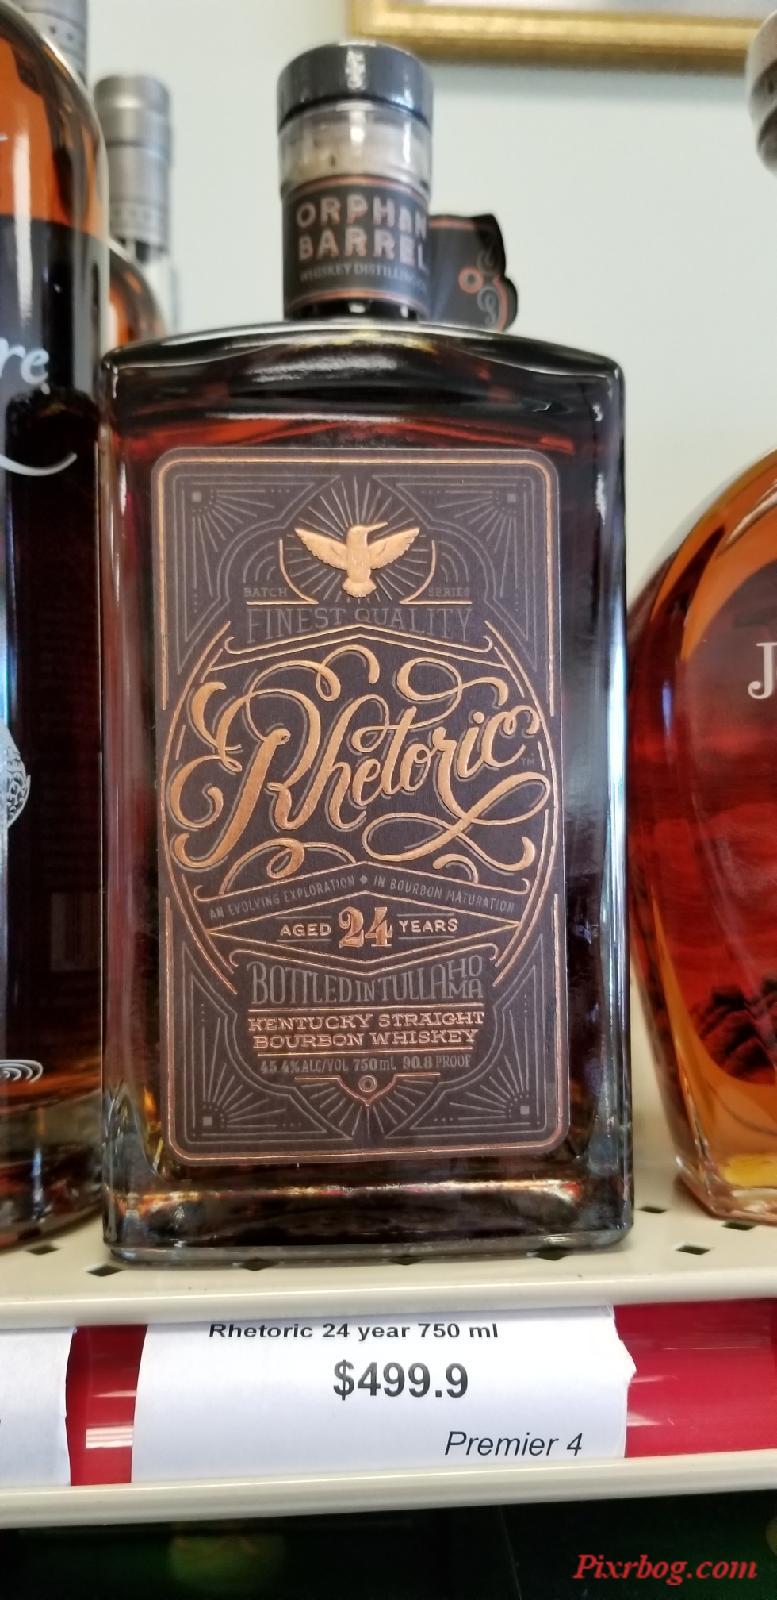 ORPHAN
BARREL
WHISKEY DISTILLING
re
BATCH SERIES
FINEST QUALITY
Rhetoric™
AN EVOLVING EXPLORATION ◆ IN BOURBON MATURATION
AGED 24 YEARS
BOTTLED IN TULLAHOMA
KENTUCKY STRAIGHT
BOURBON WHISKEY
45.4% ALC/VOL 750mL 90.8 PROOF
J
Rhetoric 24 year 750 ml
$499.9
Premier 4
Pixrbog.com